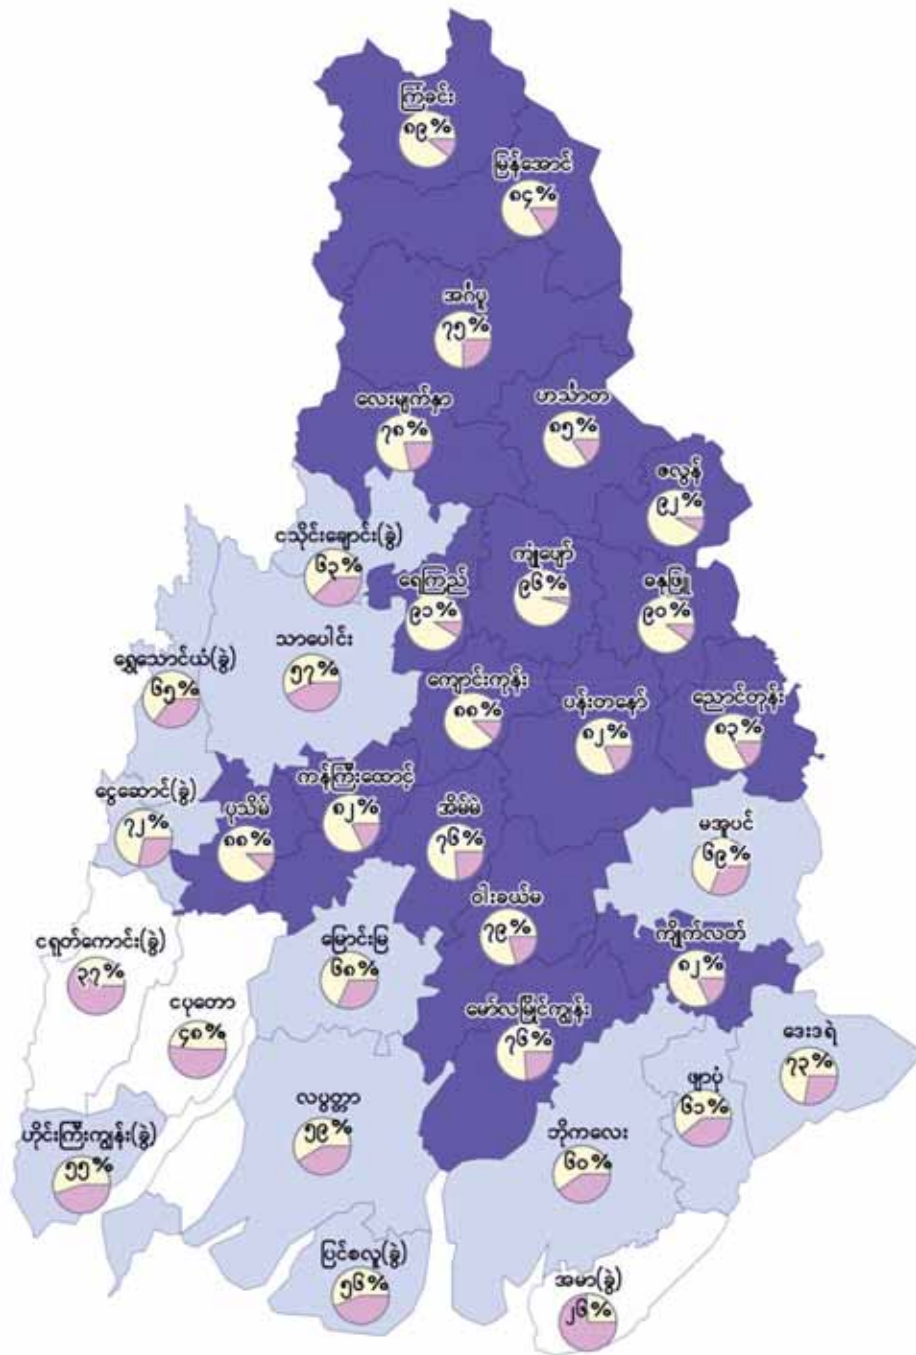 ကြံခင်း
၈၉%
မြန်အောင်
၈၄%
အင်္ဂပူ
၇၅%
လေးမျက်နှာ
၇၈%
ဟင်္သာတ
၈၅%
ဇလွန်
၉၂%
ငသိုင်းချောင်း(ခွဲ)
၆၃%
ရေကြည်
၉၁%
ကျုံပျော်
၉၆%
ဓနုဖြူ
၉၀%
သာပေါင်း
၅၇%
ရွှေသောင်ယံ(ခွဲ)
၆၅%
ကျောင်းကုန်း
၈၈%
ပန်းတနော်
၈၂%
ညောင်တုန်း
၈၃%
ငွေဆောင်(ခွဲ)
၇၂%
ပုသိမ်
၈၈%
ကန်ကြီးထောင့်
၈၂%
အိမ်မဲ
၇၆%
မအူပင်
၆၉%
ဝါးခယ်မ
၇၉%
ငရုတ်ကောင်း(ခွဲ)
၃၇%
မြောင်းမြ
၆၈%
ကျိုက်လတ်
၈၂%
ငပုတော
၄၈%
မော်လမြိုင်ကျွန်း
၇၆%
ဒေးဒရဲ
၇၃%
ဖျာပုံ
၆၁%
လပွတ္တာ
၅၉%
ဟိုင်းကြီးကျွန်း(ခွဲ)
၅၅%
ဘိုကလေး
၆၀%
ပြင်စလူ(ခွဲ)
၅၆%
အမာ(ခွဲ)
၂၆%